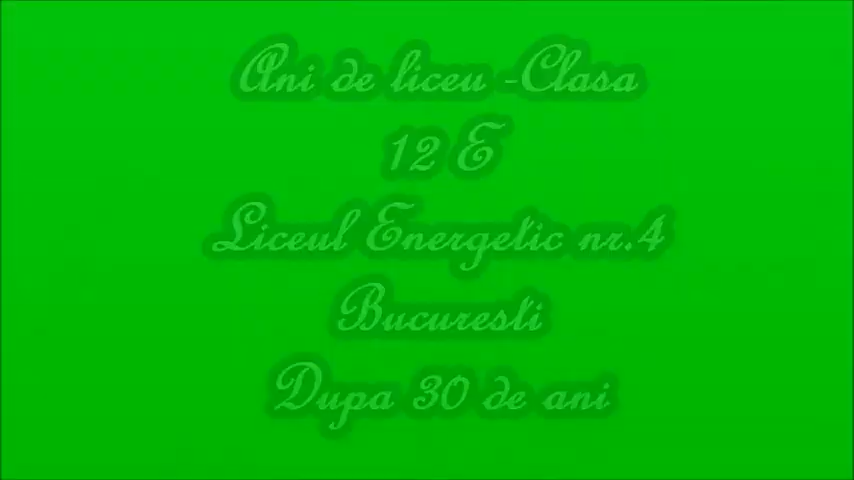 Ani de liceu -Clasa
12 E
Liceul Energetic nr.4
Bucuresti
Dupa 30 de ani